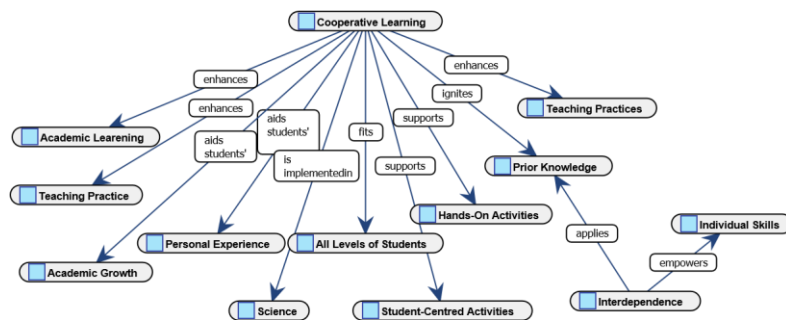 Cooperative Learning
enhances
enhances
ignites
enhances
Teaching Practices
aids
students'
supports
fits
Academic Learning
aids
students'
is
implementedin
supports
Prior Knowledge
Teaching Practice
Hands-On Activities
Individual Skills
Personal Experience
All Levels of Students
applies
Academic Growth
empowers
Science
Student-Centred Activities
Interdependence